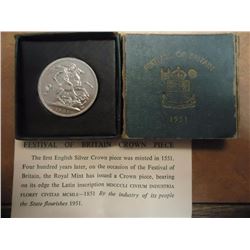 FESTIVAL OF BRITAIN
1951
FESTIVAL OF BRITAIN CROWN PIECE
The first English Silver Crown piece was minted in 1551.
Four hundred years later, on the occasion of the Festival of
Britain, the Royal Mint has issued a Crown piece, bearing
on its edge the Latin inscription MDCCCLI CIVIUM INDUSTRIA
FLORET CIVITAS MCMLI—1851 By the industry of its people
the State flourishes 1951.